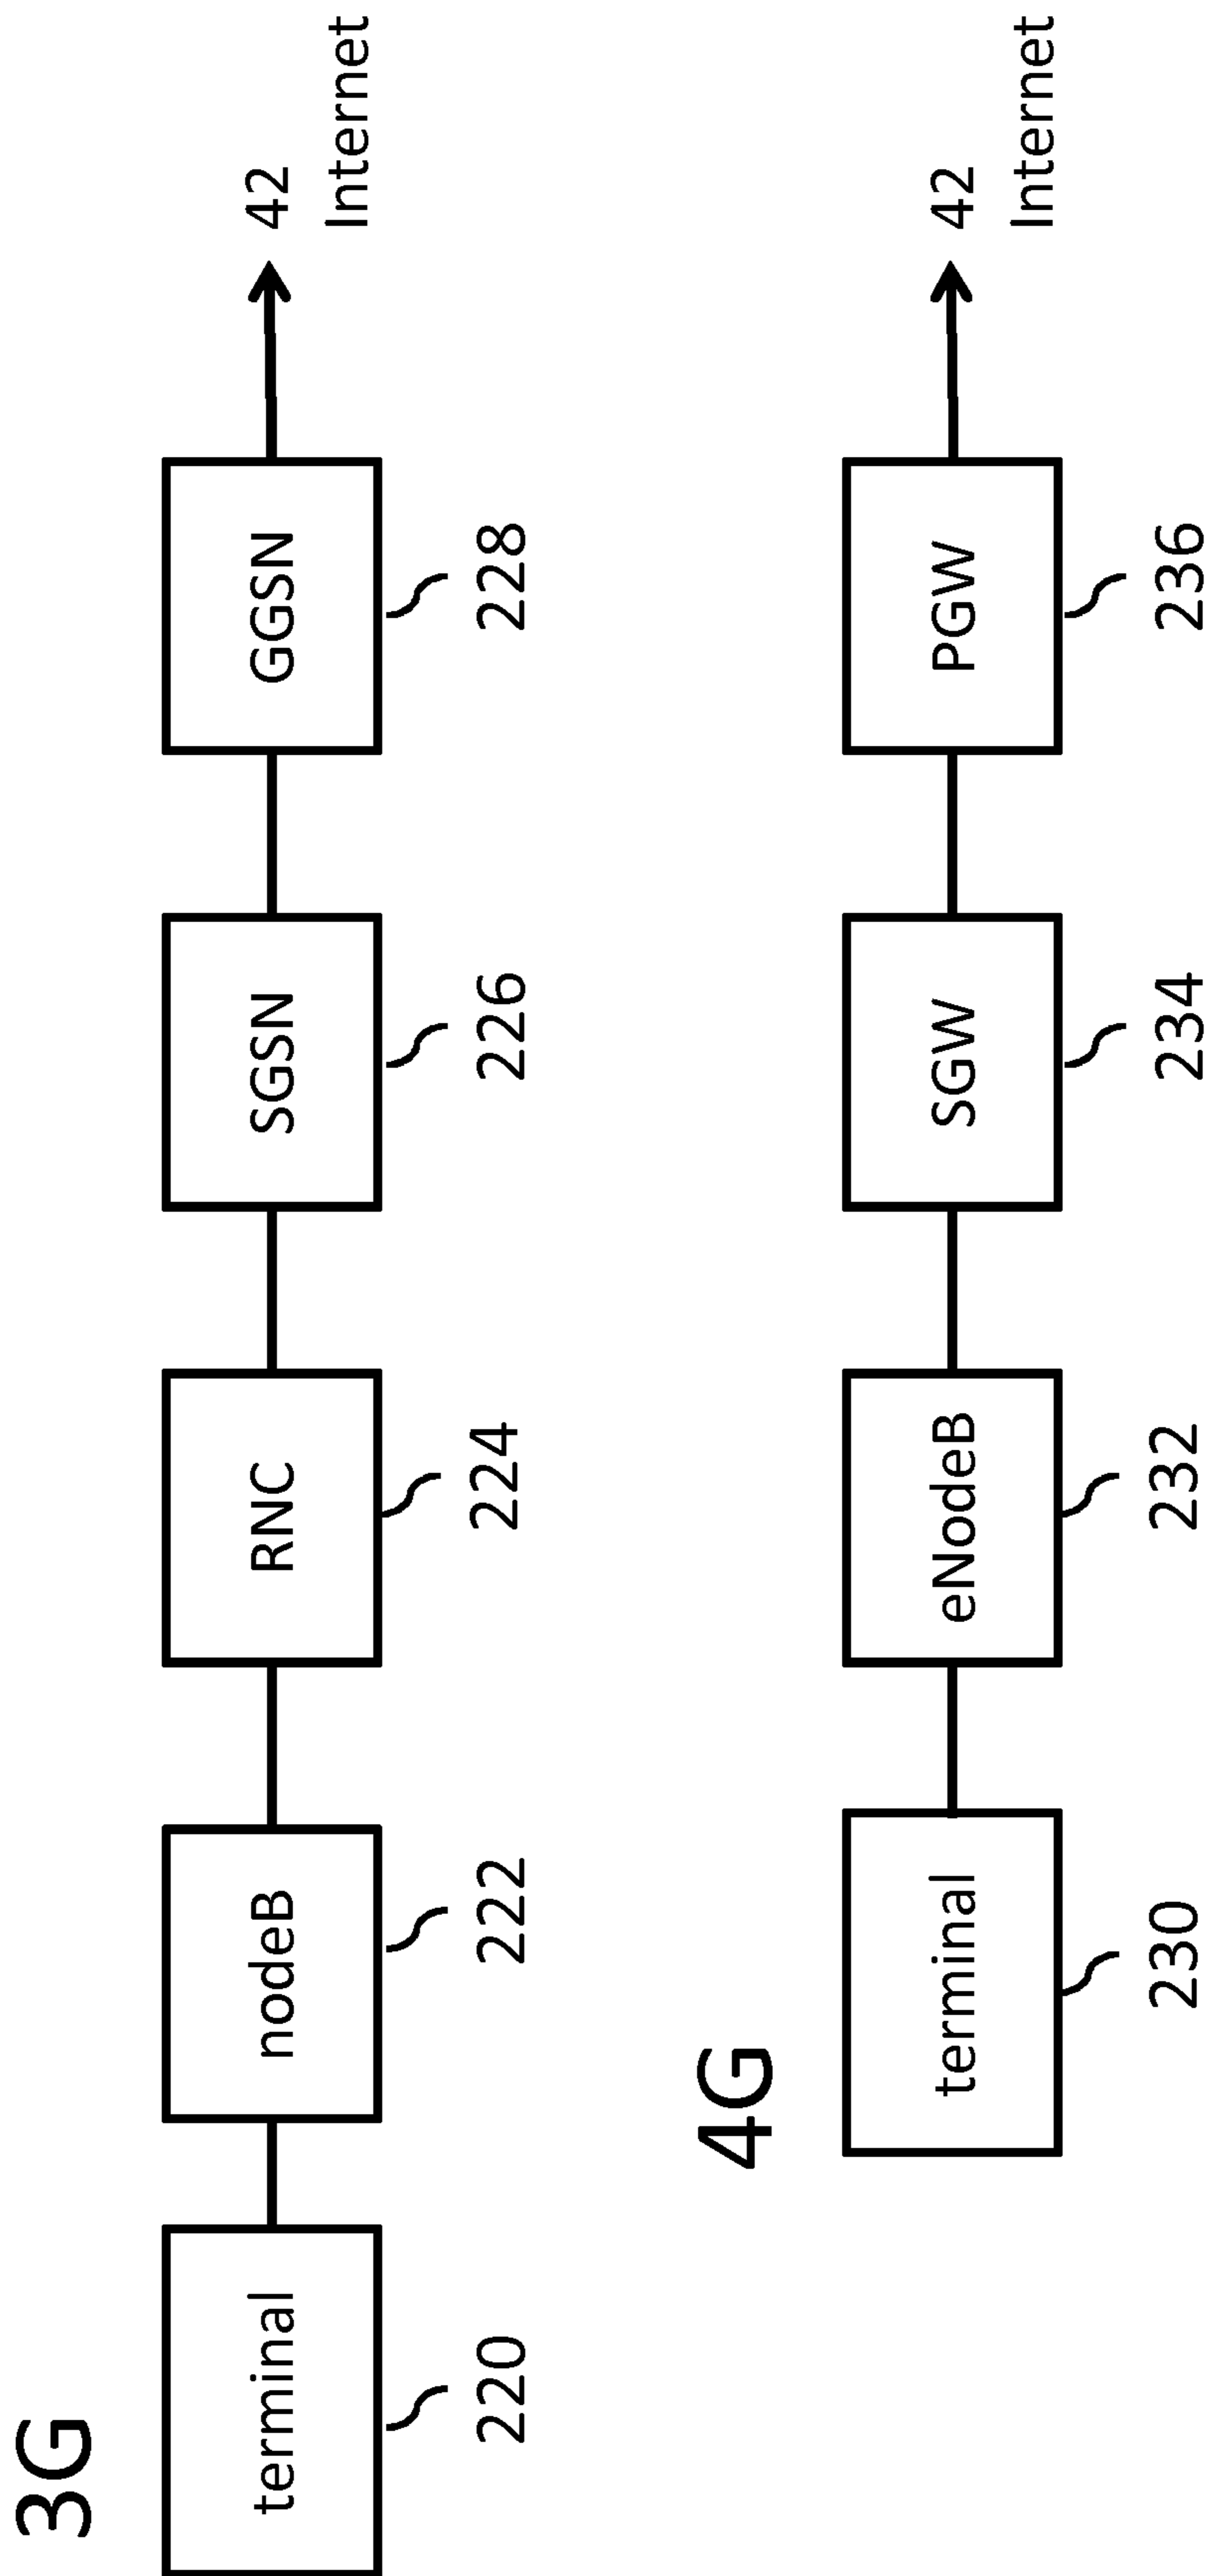 3G
terminal
nodeB
RNC
SGSN
GGSN
42
Internet
220
222
224
226
228
4G
terminal
eNodeB
SGW
PGW
42
Internet
230
232
234
236